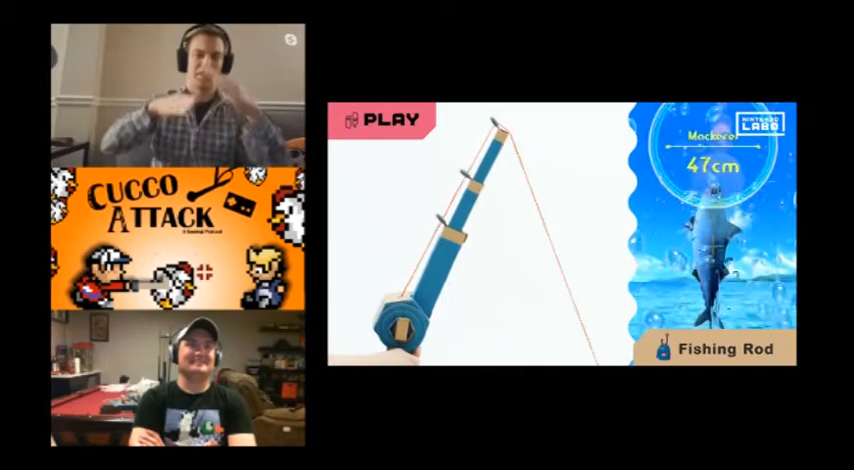 CUCCO
ATTACK
PLAY
NINTENDO
LABO
Mackerel
47cm
Fishing Rod